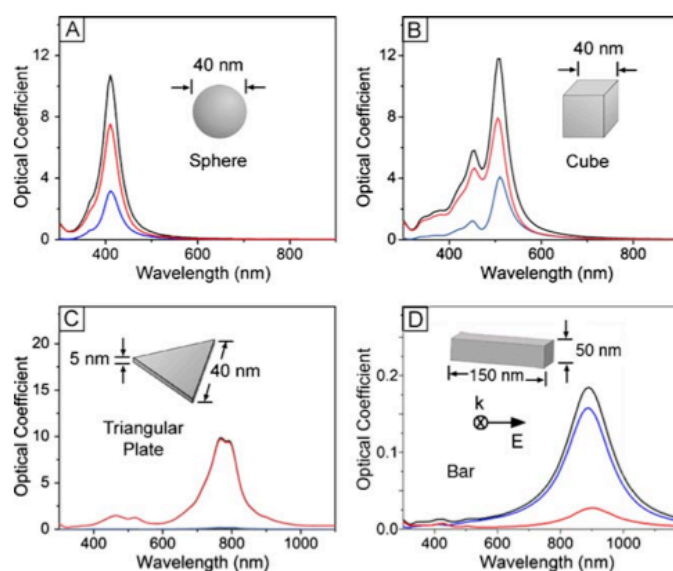 A
Optical Coefficient
12
8
4
0
40 nm
Sphere
400 600 800
Wavelength (nm)
B
Optical Coefficient
12
8
4
0
40 nm
Cube
400 600 800
Wavelength (nm)
C
Optical Coefficient
20
15
10
5
0
5 nm
40 nm
Triangular
Plate
400 600 800 1000
Wavelength (nm)
D
Optical Coefficient
0.2
0.1
0.0
50 nm
150 nm
k
E
Bar
400 600 800 1000
Wavelength (nm)